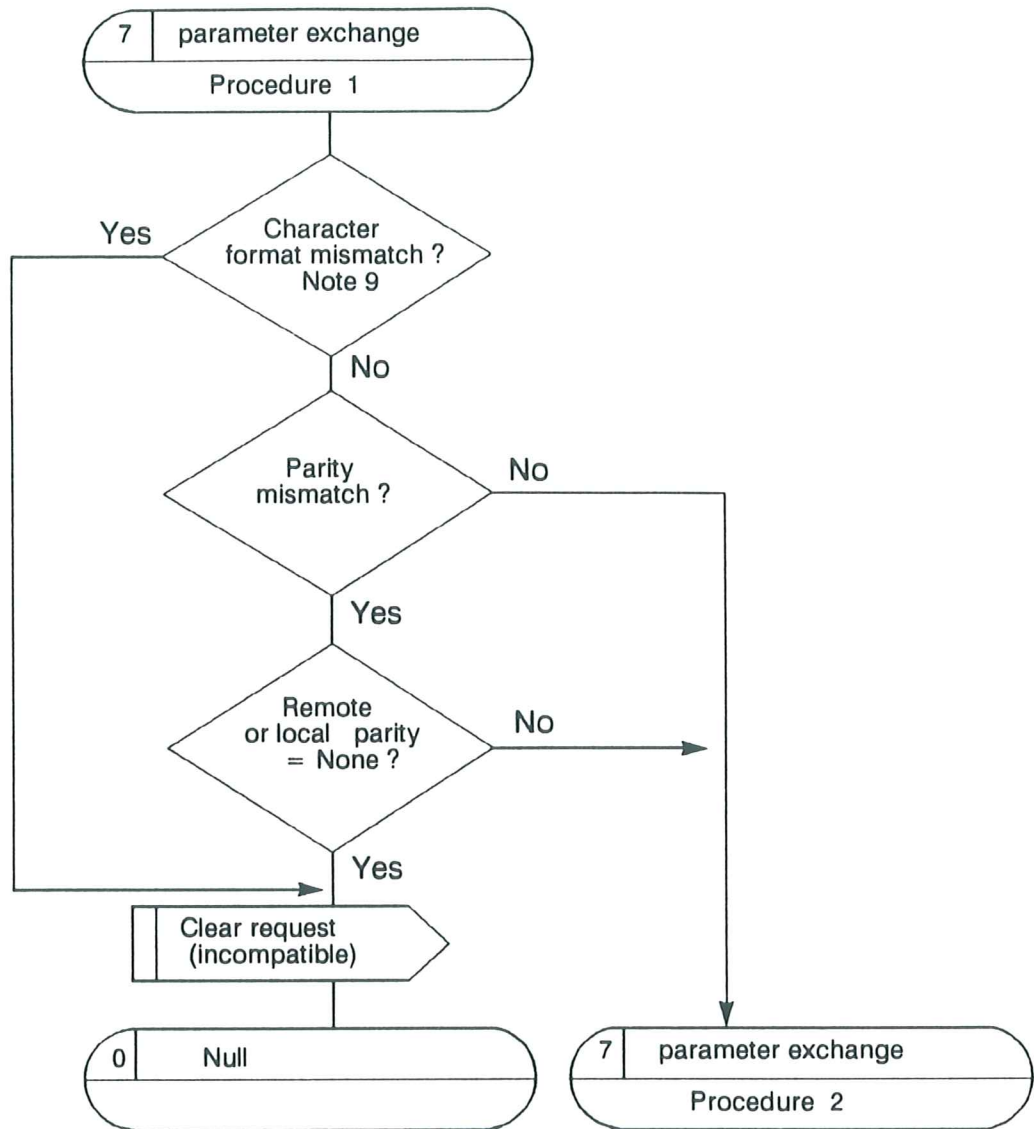 7 parameter exchange
Procedure 1
Yes
Character
format mismatch ?
Note 9
No
Parity
mismatch ?
No
Yes
Remote
or local parity
= None ?
No
Yes
Clear request
(incompatible)
0 Null
7 parameter exchange
Procedure 2